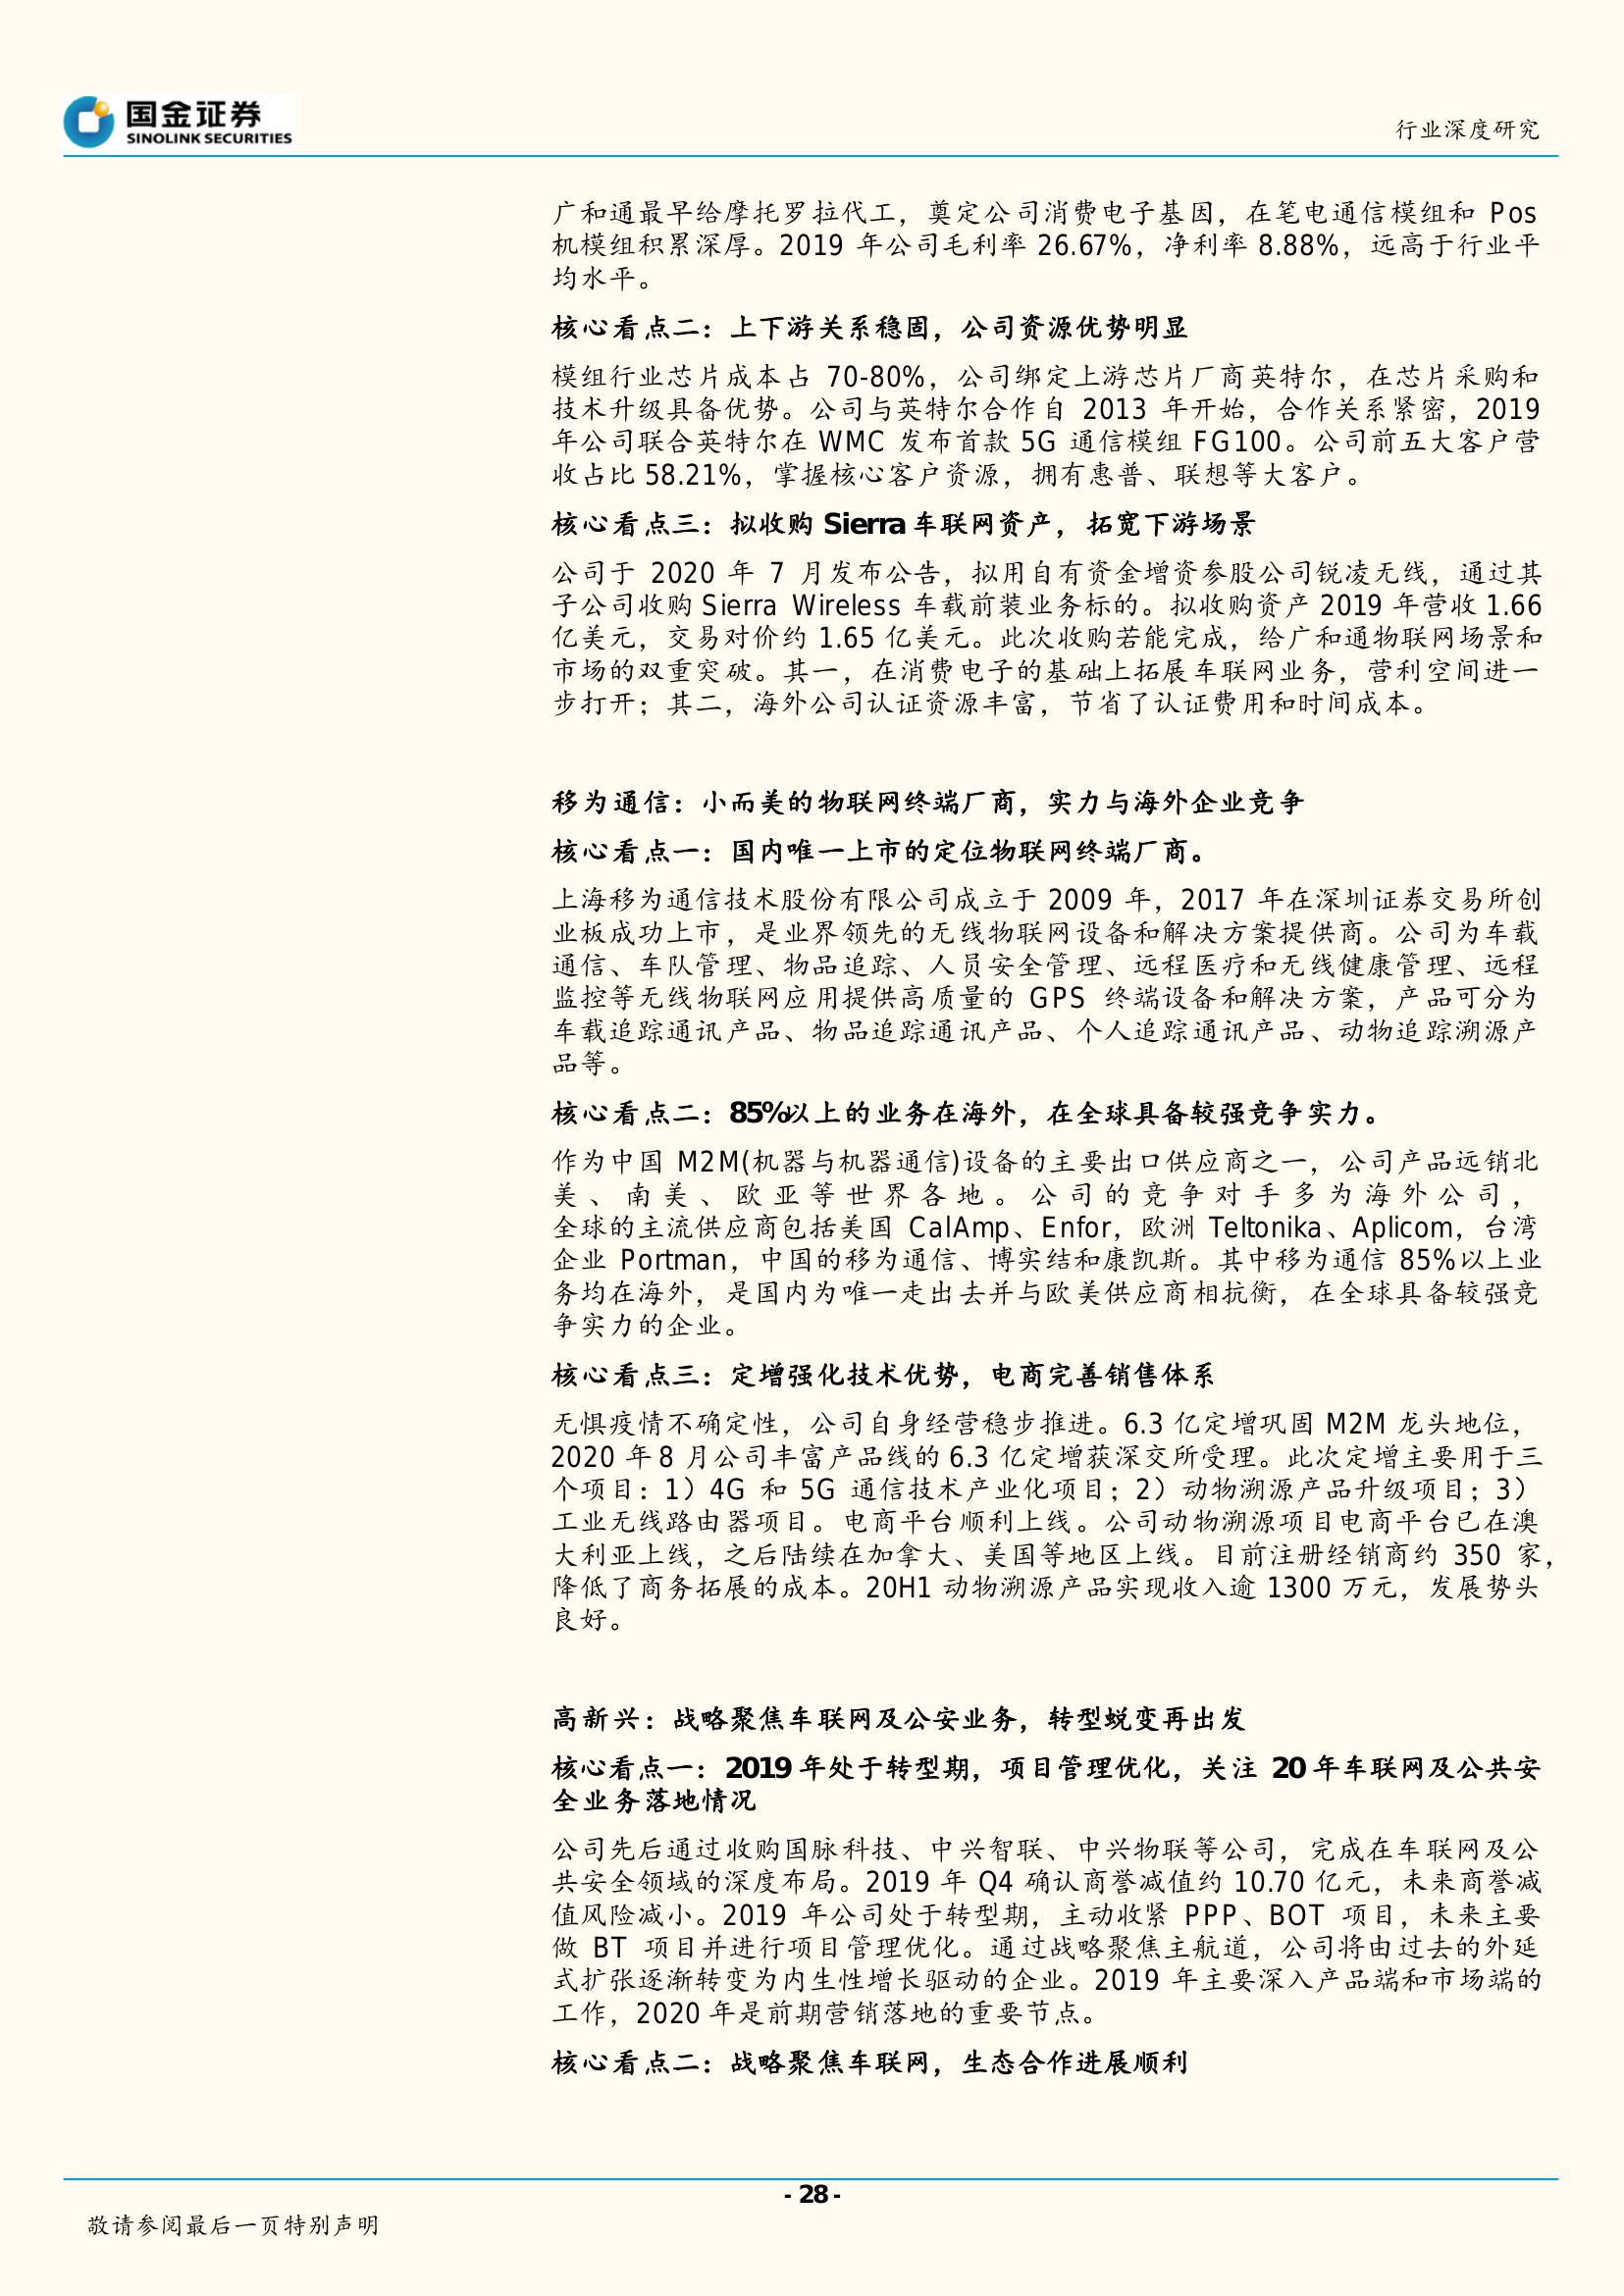 国金证券
SINOLINK SECURITIES
行业深度研究
广和通最早给摩托罗拉代工，奠定公司消费电子基因，在笔电通信模组和 Pos
机模组积累深厚。2019 年公司毛利率 26.67%，净利率 8.88%，远高于行业平
均水平。
核心看点二：上下游关系稳固，公司资源优势明显
模组行业芯片成本占 70-80%，公司绑定上游芯片厂商英特尔，在芯片采购和
技术升级具备优势。公司与英特尔合作自 2013 年开始，合作关系紧密，2019
年公司联合英特尔在 WMC 发布首款 5G 通信模组 FG100。公司前五大客户营
收占比 58.21%，掌握核心客户资源，拥有惠普、联想等大客户。
核心看点三：拟收购 Sierra 车联网资产，拓宽下游场景
公司于 2020 年 7 月发布公告，拟用自有资金增资参股公司锐凌无线，通过其
子公司收购 Sierra Wireless 车载前装业务标的。拟收购资产 2019 年营收 1.66
亿美元，交易对价约 1.65 亿美元。此次收购若能完成，给广和通物联网场景和
市场的双重突破。其一，在消费电子的基础上拓展车联网业务，营利空间进一
步打开；其二，海外公司认证资源丰富，节省了认证费用和时间成本。
移为通信：小而美的物联网终端厂商，实力与海外企业竞争
核心看点一：国内唯一上市的定位物联网终端厂商。
上海移为通信技术股份有限公司成立于 2009 年，2017 年在深圳证券交易所创
业板成功上市，是业界领先的无线物联网设备和解决方案提供商。公司为车载
通信、车队管理、物品追踪、人员安全管理、远程医疗和无线健康管理、远程
监控等无线物联网应用提供高质量的 GPS 终端设备和解决方案，产品可分为
车载追踪通讯产品、物品追踪通讯产品、个人追踪通讯产品、动物追踪溯源产
品等。
核心看点二：85%以上的业务在海外，在全球具备较强竞争实力。
作为中国 M2M(机器与机器通信)设备的主要出口供应商之一，公司产品远销北
美、南美、欧亚等世界各地。公司的竞争对手多为海外公司，
全球的主流供应商包括美国 CalAmp、Enfor，欧洲 Teltonika、Aplicom，台湾
企业 Portman，中国的移为通信、博实结和康凯斯。其中移为通信 85%以上业
务均在海外，是国内为唯一走出去并与欧美供应商相抗衡，在全球具备较强竞
争实力的企业。
核心看点三：定增强化技术优势，电商完善销售体系
无惧疫情不确定性，公司自身经营稳步推进。6.3 亿定增巩固 M2M 龙头地位，
2020 年 8 月公司丰富产品线的 6.3 亿定增获深交所受理。此次定增主要用于三
个项目：1）4G 和 5G 通信技术产业化项目；2）动物溯源产品升级项目；3）
工业无线路由器项目。电商平台顺利上线。公司动物溯源项目电商平台已在澳
大利亚上线，之后陆续在加拿大、美国等地区上线。目前注册经销商约 350 家，
降低了商务拓展的成本。20H1 动物溯源产品实现收入逾 1300 万元，发展势头
良好。
高新兴：战略聚焦车联网及公安业务，转型蜕变再出发
核心看点一：2019 年处于转型期，项目管理优化，关注 20 年车联网及公共安
全业务落地情况
公司先后通过收购国脉科技、中兴智联、中兴物联等公司，完成在车联网及公
共安全领域的深度布局。2019 年 Q4 确认商誉减值约 10.70 亿元，未来商誉减
值风险减小。2019 年公司处于转型期，主动收紧 PPP、BOT 项目，未来主要
做 BT 项目并进行项目管理优化。通过战略聚焦主航道，公司将由过去的外延
式扩张逐渐转变为内生性增长驱动的企业。2019 年主要深入产品端和市场端的
工作，2020 年是前期营销落地的重要节点。
核心看点二：战略聚焦车联网，生态合作进展顺利
- 28 -
敬请参阅最后一页特别声明